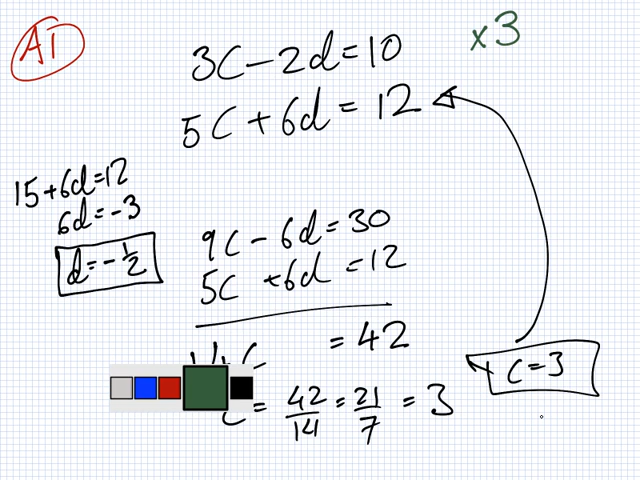 A1
3c-2d=10 x3
5c+6d=12
15+6d=12
6d=-3
d=-1/2
9c-6d=30
5c+6d=12
=42
c=3
c=42/14=21/7=3